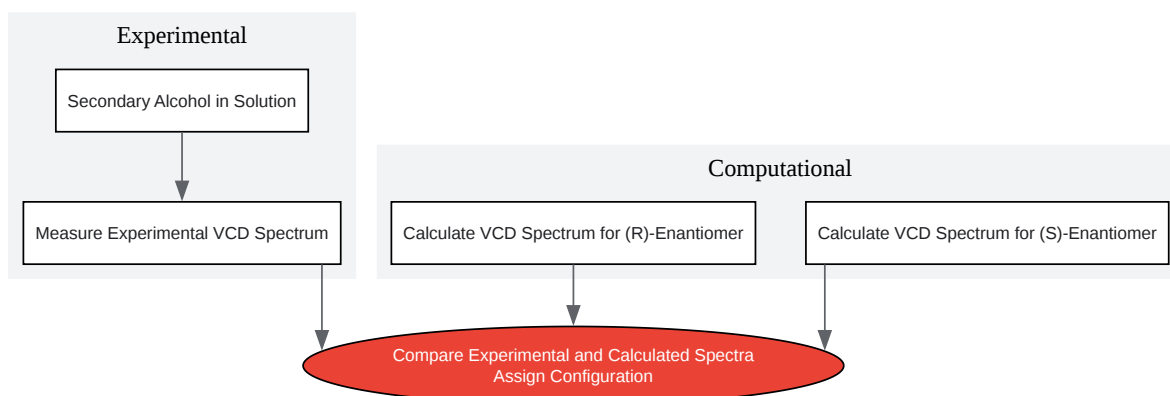 Experimental
Secondary Alcohol in Solution
Measure Experimental VCD Spectrum
Computational
Calculate VCD Spectrum for (R)-Enantiomer
Calculate VCD Spectrum for (S)-Enantiomer
Compare Experimental and Calculated Spectra
Assign Configuration